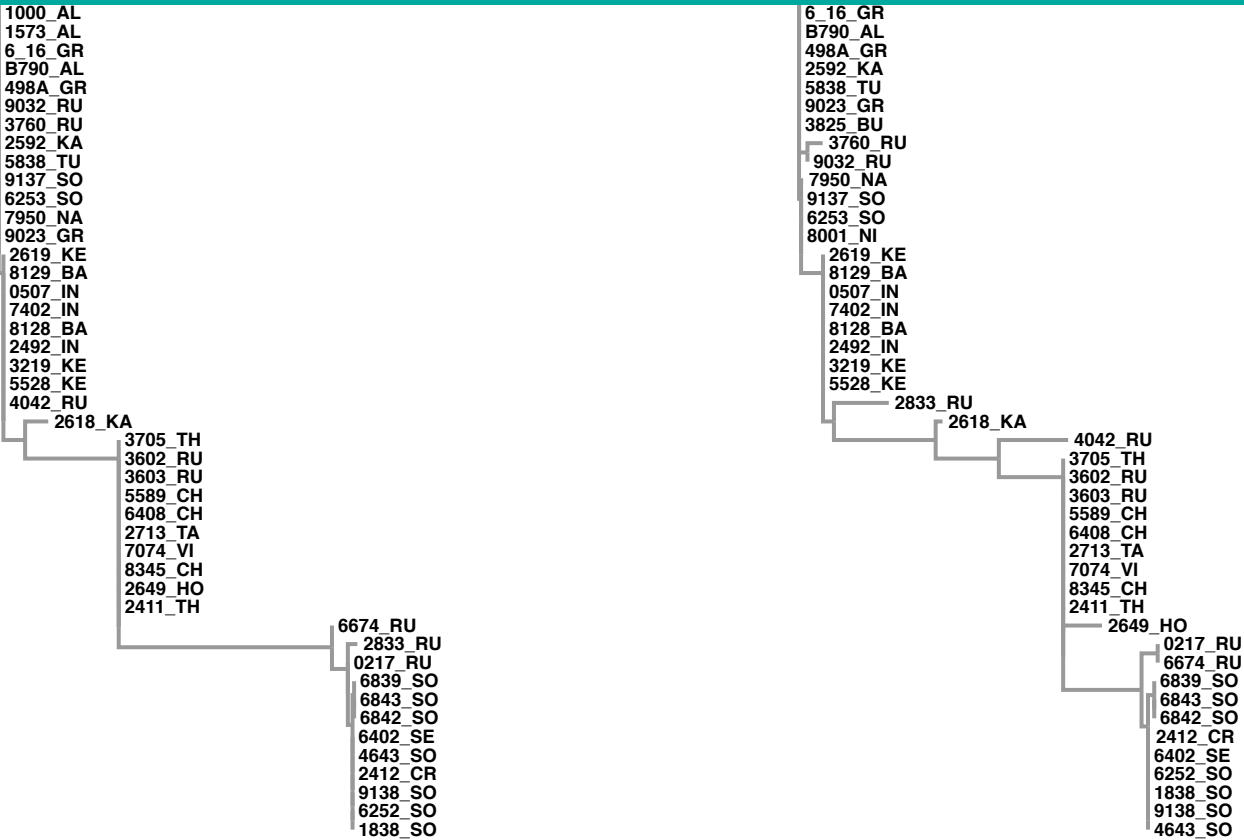 1000_AL
1573_AL
6_16_GR
B790_AL
498A_GR
9032_RU
3760_RU
2592_KA
5838_TU
9137_SO
6253_SO
7950_NA
9023_GR
2619_KE
8129_BA
0507_IN
7402_IN
8128_BA
2492_IN
3219_KE
5528_KE
4042_RU
2618_KA
3705_TH
3602_RU
3603_RU
5589_CH
6408_CH
2713_TA
7074_VI
8345_CH
2649_HO
2411_TH
6674_RU
2833_RU
0217_RU
6839_SO
6843_SO
6842_SO
6402_SE
4643_SO
2412_CR
9138_SO
6252_SO
1838_SO
6_16_GR
B790_AL
498A_GR
2592_KA
5838_TU
9023_GR
3825_BU
3760_RU
9032_RU
7950_NA
9137_SO
6253_SO
8001_NI
2619_KE
8129_BA
0507_IN
7402_IN
8128_BA
2492_IN
3219_KE
5528_KE
2833_RU
2618_KA
4042_RU
3705_TH
3602_RU
3603_RU
5589_CH
6408_CH
2713_TA
7074_VI
8345_CH
2411_TH
2649_HO
0217_RU
6674_RU
6839_SO
6843_SO
6842_SO
2412_CR
6402_SE
6252_SO
1838_SO
9138_SO
4643_SO